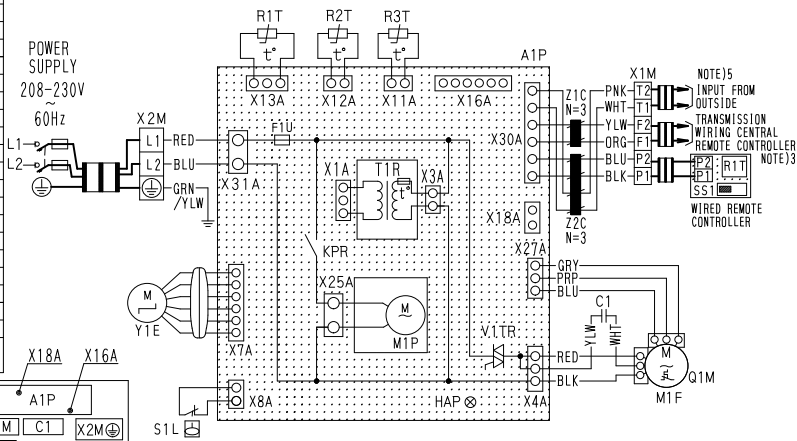 R1T
R2T
R3T
t°
t°
t°
A1P
POWER
SUPPLY
208-230V
~
60Hz
X13A
X12A
X11A
X16A
X2M
L1
L2
L1
L2
RED
BLU
GRN
/YLW
X31A
F1U
X1A
T1R
t°
X3A
X30A
X18A
X27A
Z1C
N=3
Z2C
N=3
PNK
WHT
YLW
ORG
BLU
BLK
X1M
T2
T1
F2
F1
P2
P1
NOTE)5
INPUT FROM
OUTSIDE
TRANSMISSION
WIRING CENTRAL
REMOTE CONTROLLER
NOTE)3
P2
P1
R1T
SS1
WIRED REMOTE
CONTROLLER
KPR
X25A
M
~
M1P
M
Y1E
X7A
GRY
PRP
BLU
C1
YLW
WHT
V1TR
RED
BLK
M
~
Q1M
M1F
X4A
HAP
X8A
S1L
X18A
X16A
A1P
M
C1
X2M